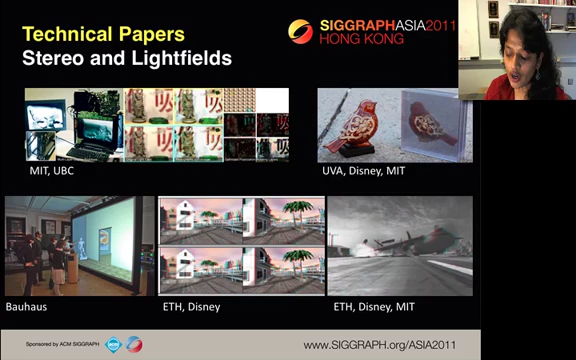 Technical Papers
Stereo and Lightfields
SIGGRAPHASIA2011
HONG KONG
MIT, UBC
UVA, Disney, MIT
Bauhaus
ETH, Disney
ETH, Disney, MIT
Sponsored by ACM SIGGRAPH
www.SIGGRAPH.org/ASIA2011